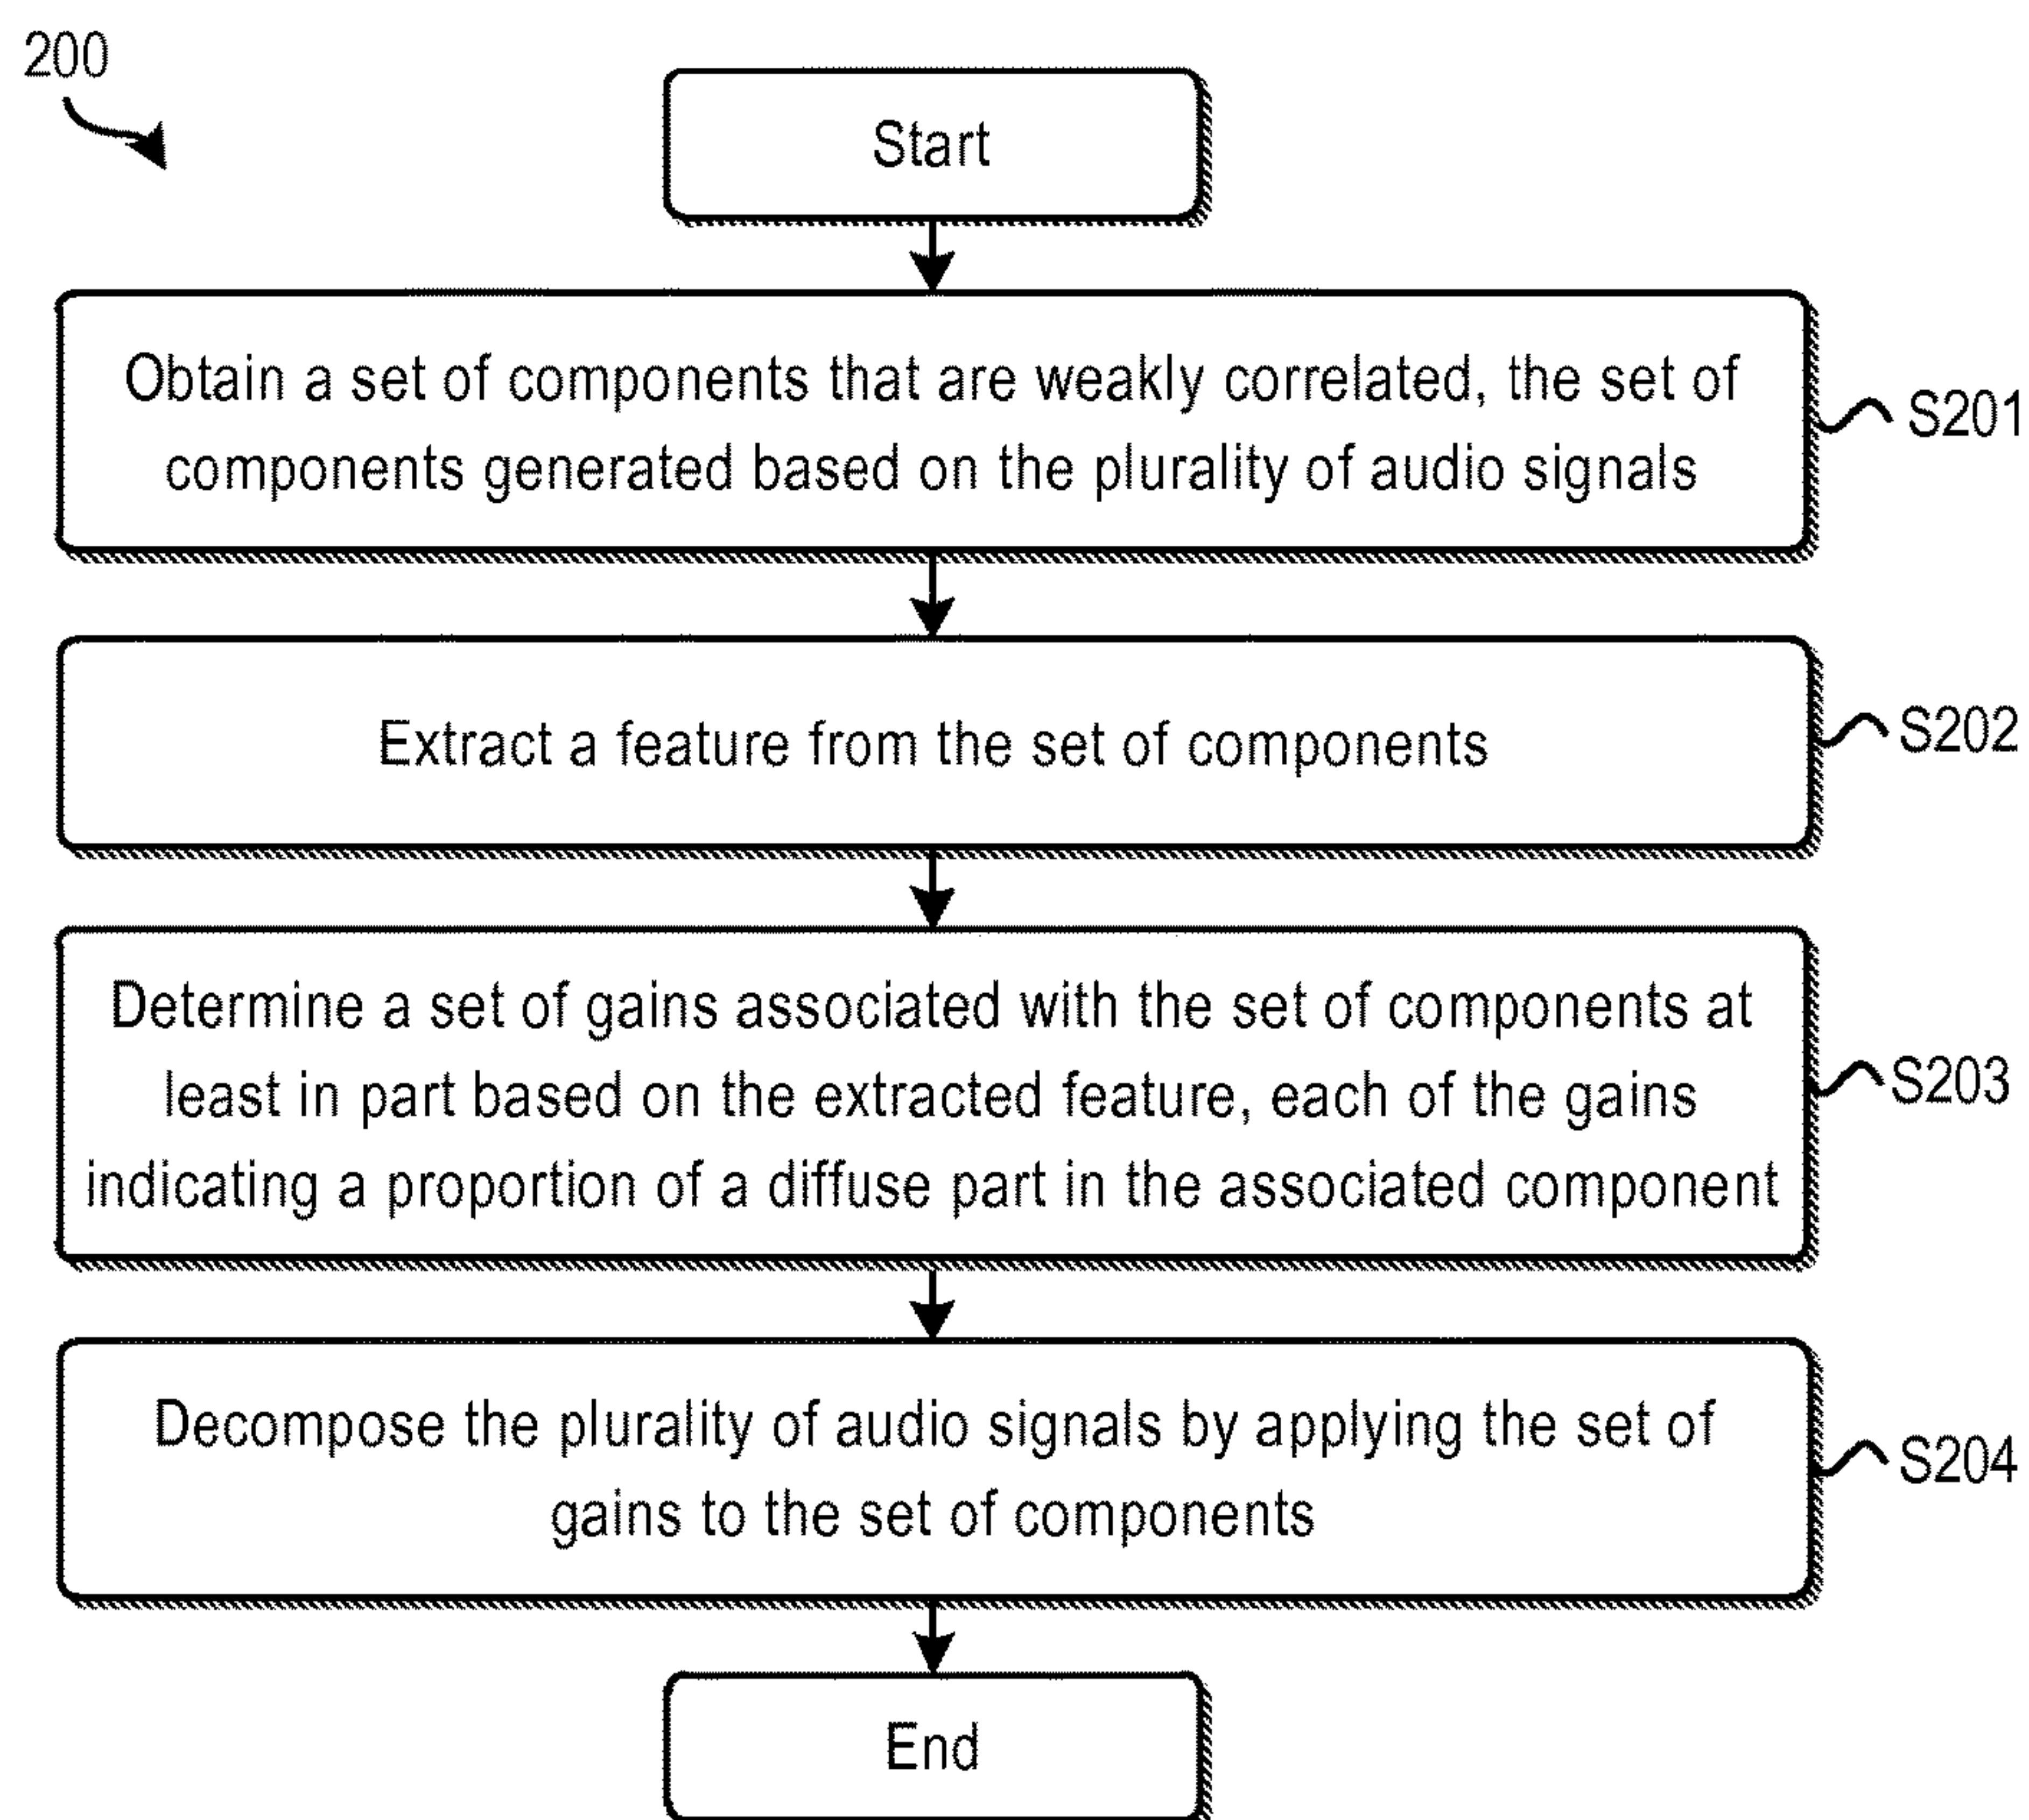 200
Start
Obtain a set of components that are weakly correlated, the set of
components generated based on the plurality of audio signals
S201
Extract a feature from the set of components
S202
Determine a set of gains associated with the set of components at
least in part based on the extracted feature, each of the gains
indicating a proportion of a diffuse part in the associated component
S203
Decompose the plurality of audio signals by applying the set of
gains to the set of components
S204
End